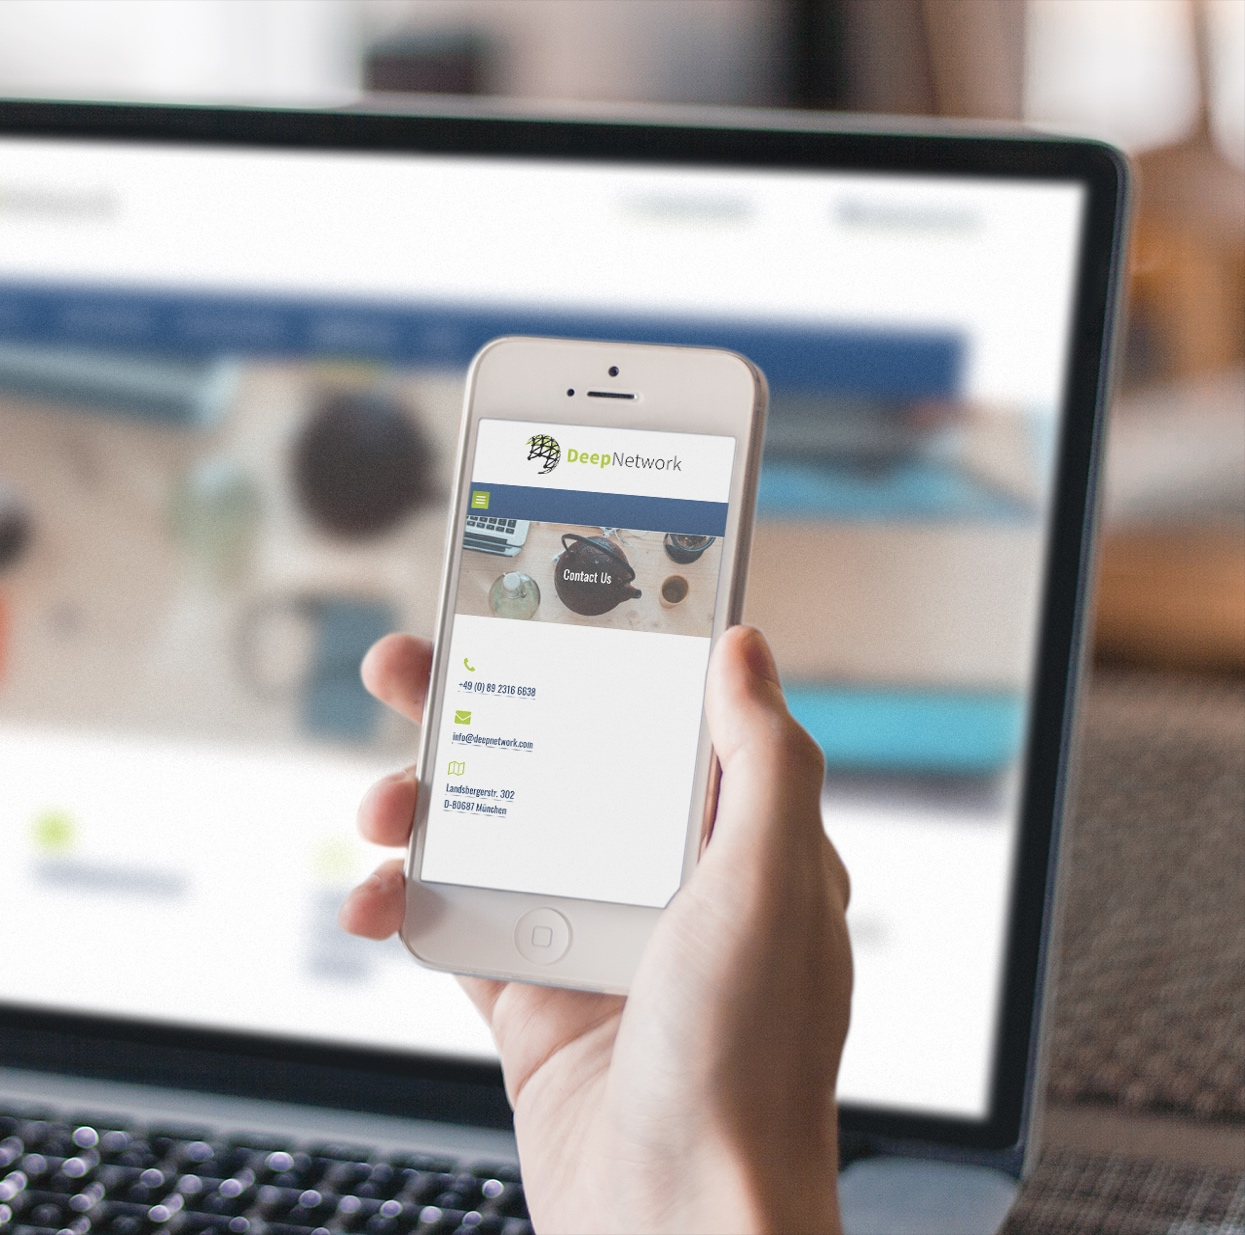 DeepNetwork
Contact Us
+49 (0) 89 2316 6638
info@deepnetwork.com
Landsbergerstr. 302
D-80687 München